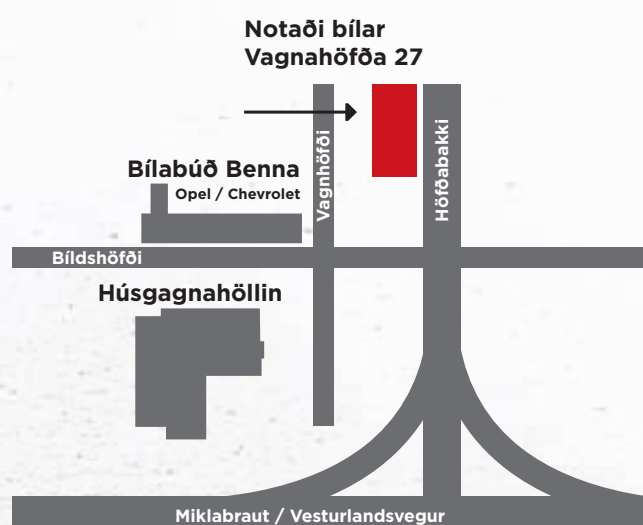 Notaði bílar
Vagnahöfða 27
Bílabúð Benna
Opel / Chevrolet
Vagnhöfði
Höfðabakki
Bíldshöfði
Húsgagnahöllin
Miklabraut / Vesturlandsvegur